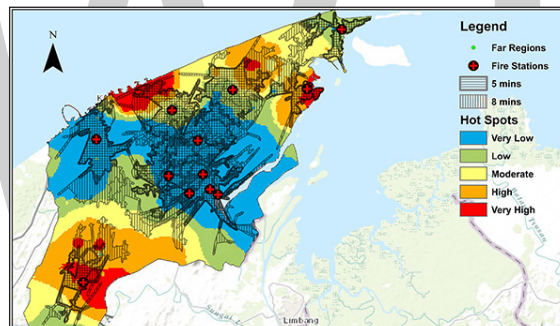 N
Legend
Far Regions
Fire Stations
5 mins
8 mins
Hot Spots
Very Low
Low
Moderate
High
Very High
Limbang